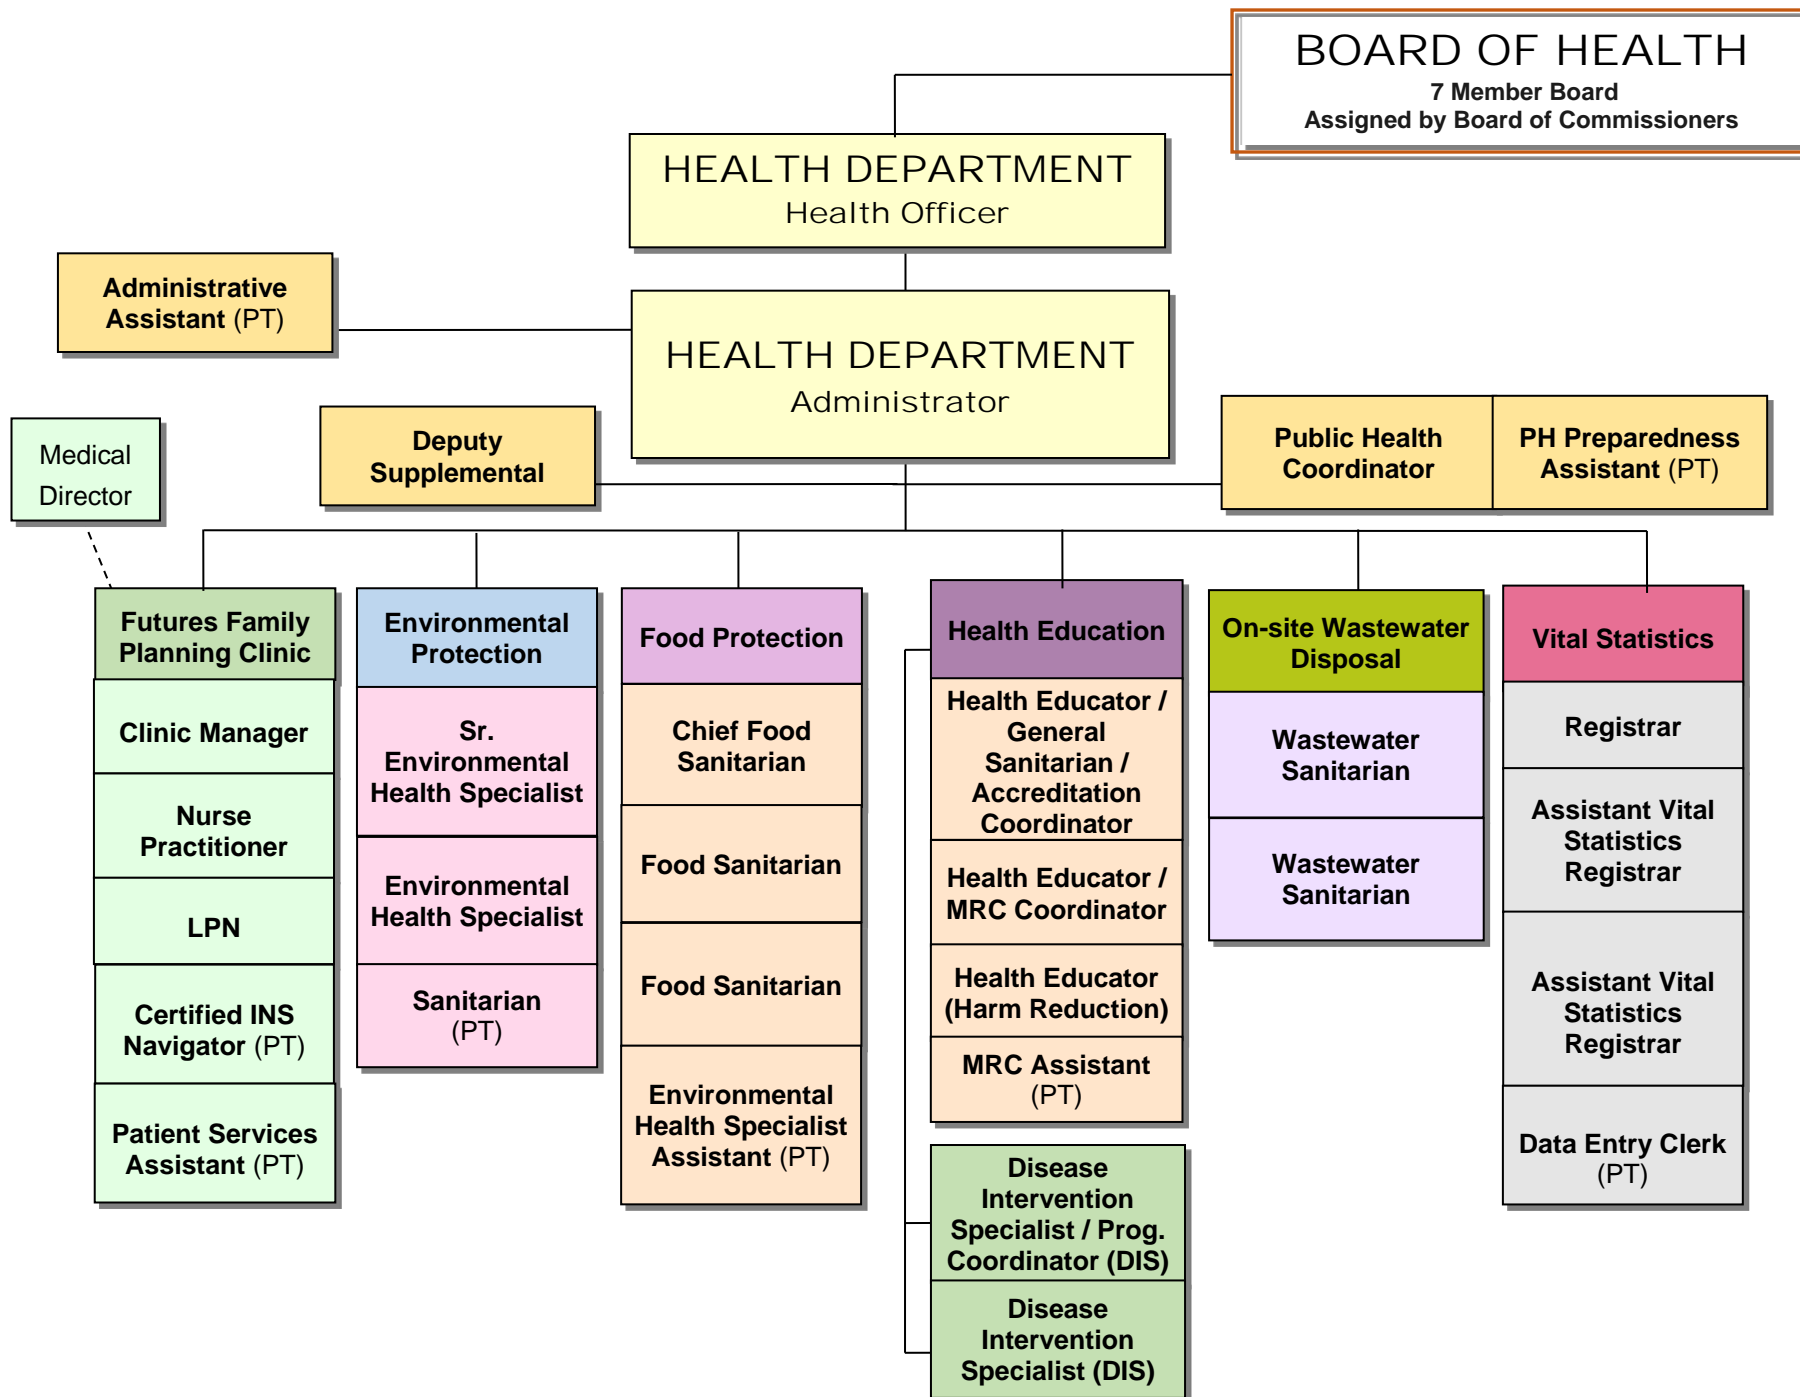 BOARD OF HEALTH
7 Member Board
Assigned by Board of Commissioners
HEALTH DEPARTMENT
Health Officer
Administrative
Assistant (PT)
HEALTH DEPARTMENT
Administrator
Medical
Director
Deputy
Supplemental
Public Health
Coordinator
PH Preparedness
Assistant (PT)
Futures Family
Planning Clinic
Clinic Manager
Nurse
Practitioner
LPN
Certified INS
Navigator (PT)
Patient Services
Assistant (PT)
Environmental
Protection
Sr.
Environmental
Health Specialist
Environmental
Health Specialist
Sanitarian
(PT)
Food Protection
Chief Food
Sanitarian
Food Sanitarian
Food Sanitarian
Environmental
Health Specialist
Assistant (PT)
Health Education
Health Educator /
General
Sanitarian /
Accreditation
Coordinator
Health Educator /
MRC Coordinator
Health Educator
(Harm Reduction)
MRC Assistant
(PT)
Disease
Intervention
Specialist / Prog.
Coordinator (DIS)
Disease
Intervention
Specialist (DIS)
On-site Wastewater
Disposal
Wastewater
Sanitarian
Wastewater
Sanitarian
Vital Statistics
Registrar
Assistant Vital
Statistics
Registrar
Assistant Vital
Statistics
Registrar
Data Entry Clerk
(PT)